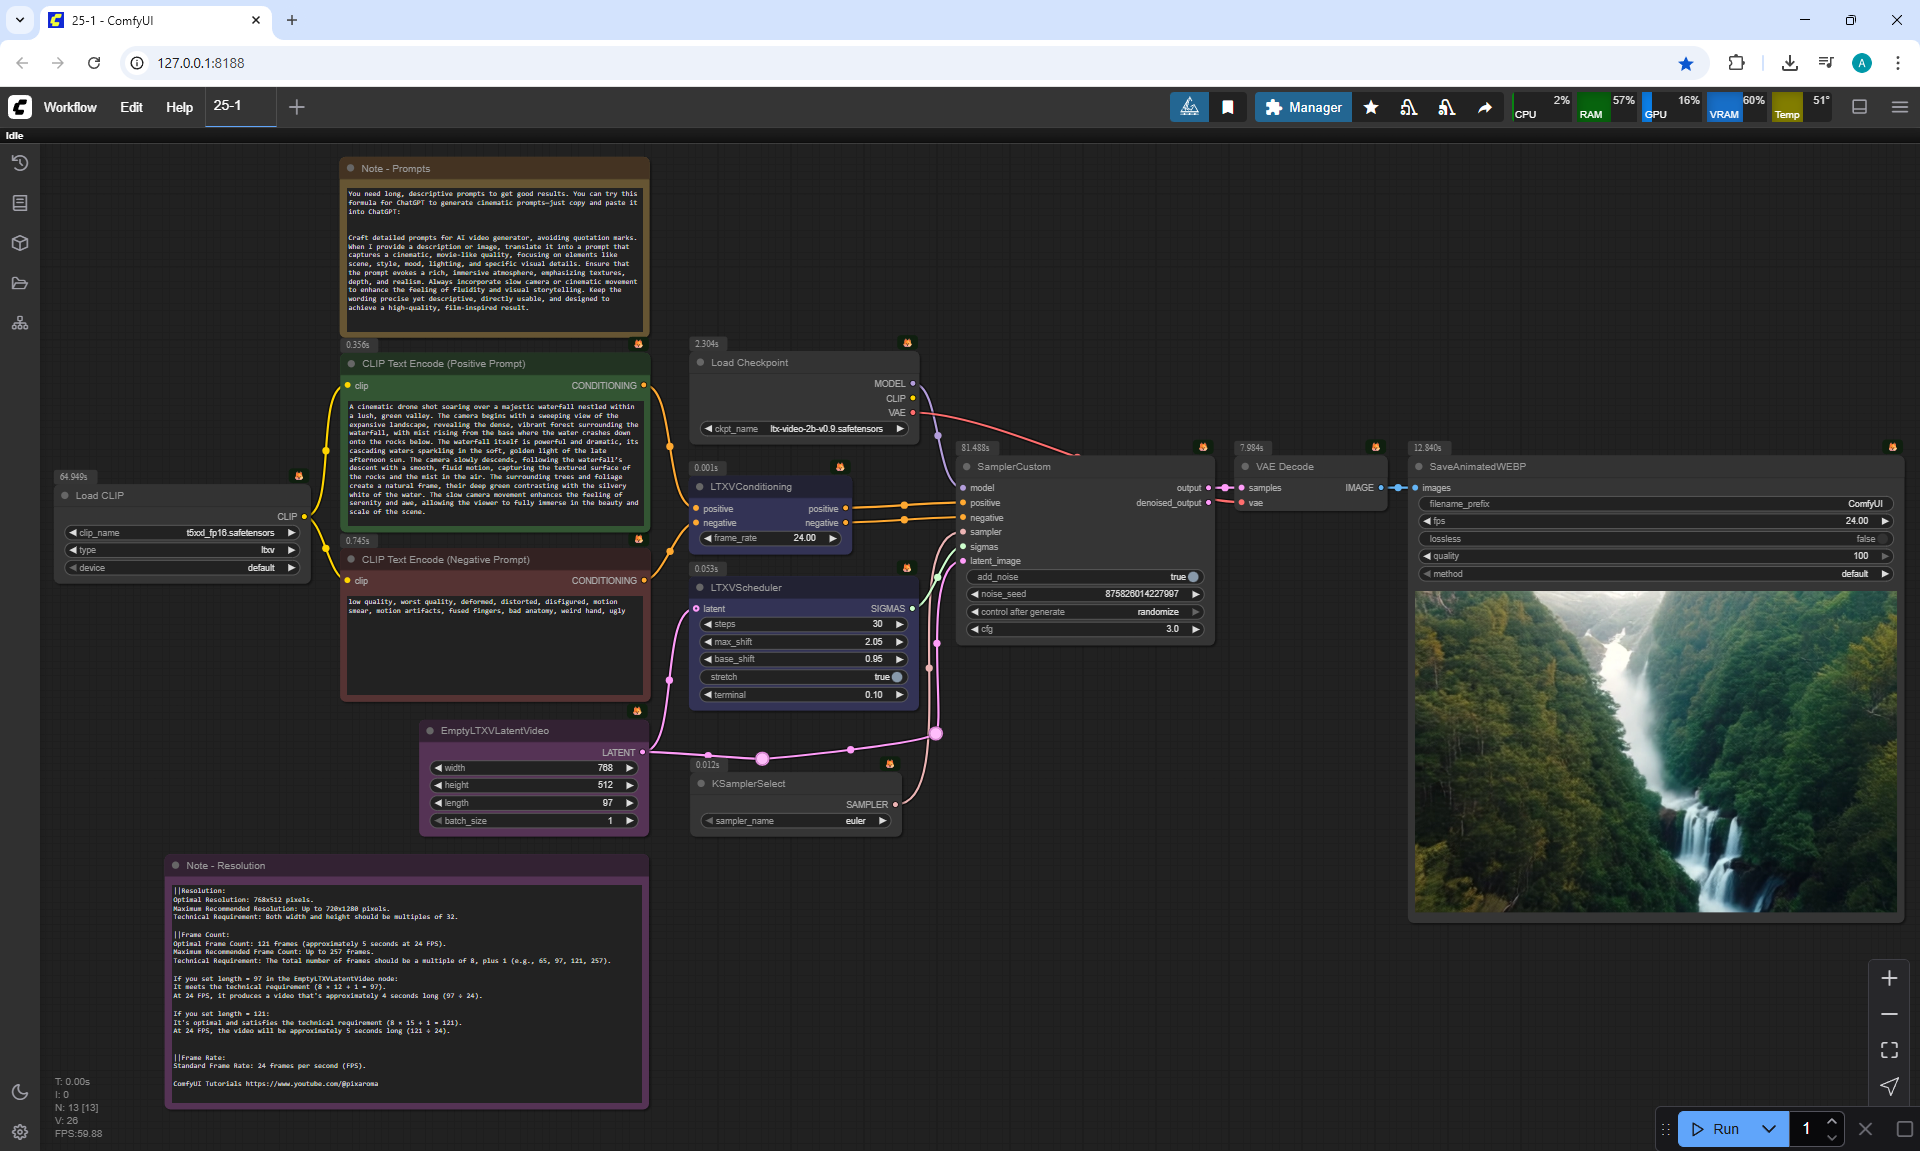 25-1 - ComfyUI
127.0.0.1:8188
A
Workflow
Edit
Help
25-1
Manager
CPU 2%
RAM 57%
GPU 16%
VRAM 60%
Temp 51°
Idle
Note - Prompts
You need long, descriptive prompts to get good results. You can try this
formula for ChatGPT to generate cinematic prompts—just copy and paste it
into ChatGPT:
Craft detailed prompts for AI video generator, avoiding quotation marks.
When I provide a description or image, translate it into a prompt that
captures a cinematic, movie-like quality, focusing on elements like
scene, style, mood, lighting, and specific visual details. Ensure that
the prompt evokes a rich, immersive atmosphere, emphasizing textures,
depth, and realism. Always incorporate slow camera or cinematic movement
to enhance the feeling of fluidity and visual storytelling. Keep the
wording precise yet descriptive, directly usable, and designed to
achieve a high-quality, film-inspired result.
0.356s
CLIP Text Encode (Positive Prompt)
clip
CONDITIONING
A cinematic drone shot soaring over a majestic waterfall nestled within
a lush, green valley. The camera begins with a sweeping view of the
expansive landscape, revealing the dense, vibrant forest surrounding the
waterfall, with mist rising from the base where the water crashes down
onto the rocks below. The waterfall itself is powerful and dramatic, its
cascading waters sparkling in the soft, golden light of the late
afternoon sun. The camera slowly descends, following the waterfall's
descent with a smooth, fluid motion, capturing the textured surface of
the rocks and the mist in the air. The surrounding trees and foliage
create a natural frame, their deep green contrasting with the silvery
white of the water. The slow camera movement enhances the feeling of
serenity and awe, allowing the viewer to fully immerse in the beauty and
scale of the scene.
64.949s
Load CLIP
CLIP
clip_name t5xxl_fp16.safetensors
type ltxv
device default
0.745s
CLIP Text Encode (Negative Prompt)
clip
CONDITIONING
low quality, worst quality, deformed, distorted, disfigured, motion
smear, motion artifacts, fused fingers, bad anatomy, weird hand, ugly
EmptyLTXVLatentVideo
LATENT
width 768
height 512
length 97
batch_size 1
2.304s
Load Checkpoint
MODEL
CLIP
VAE
ckpt_name ltx-video-2b-v0.9.safetensors
0.001s
LTXVConditioning
positive positive
negative negative
frame_rate 24.00
0.053s
LTXVScheduler
latent SIGMAS
steps 30
max_shift 2.05
base_shift 0.95
stretch true
terminal 0.10
0.012s
KSamplerSelect
SAMPLER
sampler_name euler
81.488s
SamplerCustom
model output
positive denoised_output
negative
sampler
sigmas
latent_image
add_noise true
noise_seed 875826014227997
control after generate randomize
cfg 3.0
7.984s
VAE Decode
samples IMAGE
vae
12.840s
SaveAnimatedWEBP
images
filename_prefix ComfyUI
fps 24.00
lossless false
quality 100
method default
Note - Resolution
||Resolution:
Optimal Resolution: 768x512 pixels.
Maximum Recommended Resolution: Up to 720x1280 pixels.
Technical Requirement: Both width and height should be multiples of 32.
||Frame Count:
Optimal Frame Count: 121 frames (approximately 5 seconds at 24 FPS).
Maximum Recommended Frame Count: Up to 257 frames.
Technical Requirement: The total number of frames should be a multiple of 8, plus 1 (e.g., 65, 97, 121, 257).
If you set length = 97 in the EmptyLTXVLatentVideo node:
It meets the technical requirement (8 × 12 + 1 = 97).
At 24 FPS, it produces a video that's approximately 4 seconds long (97 ÷ 24).
If you set length = 121:
It's optimal and satisfies the technical requirement (8 × 15 + 1 = 121).
At 24 FPS, the video will be approximately 5 seconds long (121 ÷ 24).
||Frame Rate:
Standard Frame Rate: 24 frames per second (FPS).
ComfyUI Tutorials https://www.youtube.com/@pixaroma
T: 0.00s
I: 0
N: 13 [13]
V: 26
FPS:59.88
Run
1